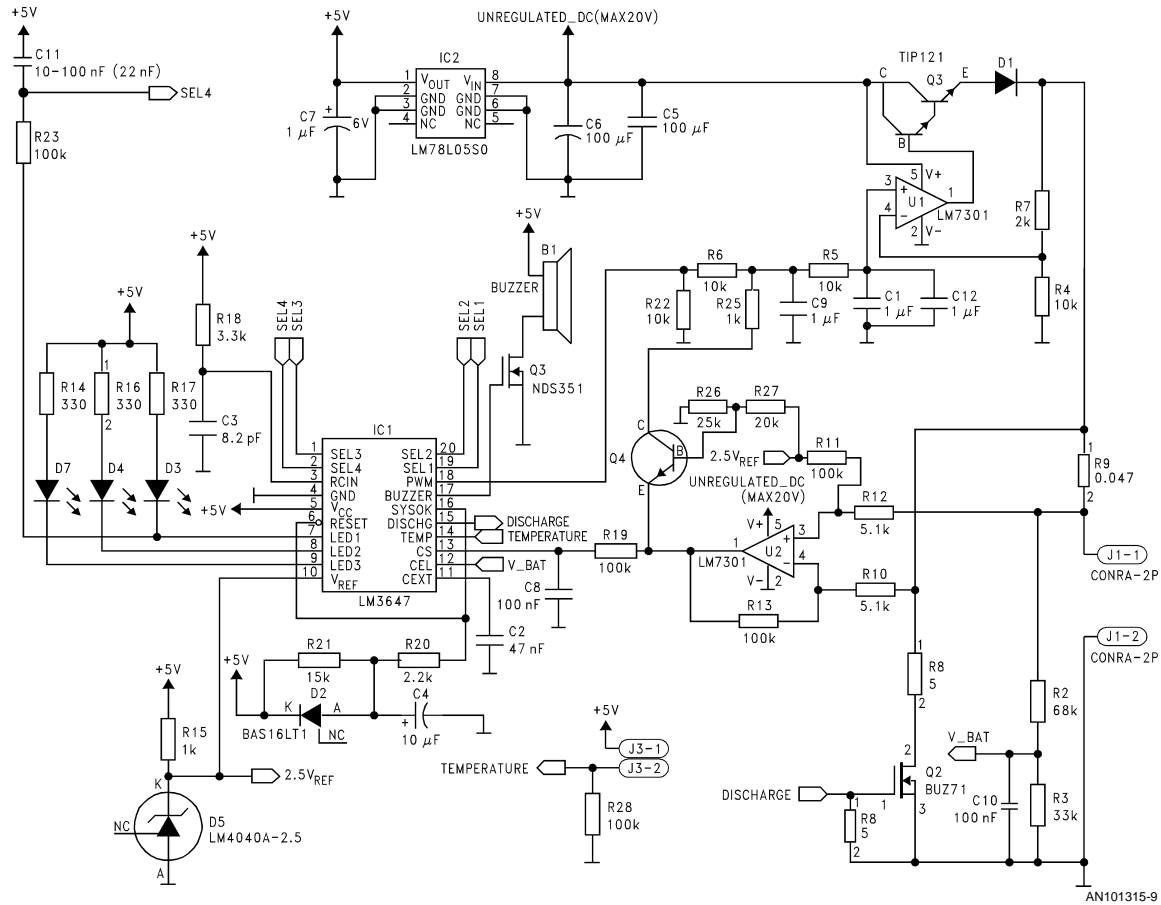 +5V
C11
10-100 nF (22 nF)
SEL4
R23
100k
+5V
UNREGULATED_DC(MAX20V)
IC2
1 VOUT VIN 8
2 GND GND 7
3 GND GND 6
4 NC NC 5
LM78L05S0
C7
1 μF
+
6V
C6
100 μF
C5
100 μF
TIP121
C
Q3
E
B
D1
3
4
+
-
5 V+
U1
1
LM7301
2 V-
R7
2k
R4
10k
+5V
B1
BUZZER
Q3
NDS351
R6
10k
R5
10k
R22
10k
R25
1k
C9
1 μF
C1
1 μF
C12
1 μF
+5V
R18
3.3k
C3
8.2pF
+5V
R14
330
1
R16
330
2
R17
330
D7
D4
D3
SEL4
SEL3
SEL2
SEL1
IC1
1 SEL3 SEL2 20
2 SEL4 SEL1 19
3 RCIN PWM 18
4 GND BUZZER 17
5 VCC SYSOK 16
6 RESET DISCHG 15
7 LED1 TEMP 14
8 LED2 CS 13
9 LED3 CEL 12
10 VREF CEXT 11
LM3647
+5V
DISCHARGE
TEMPERATURE
V_BAT
R26
25k
R27
20k
C
Q4
B
E
2.5VREF
R11
100k
UNREGULATED_DC
(MAX20V)
V+ 5
1
U2
+
-
3
4
LM7301
V- 2
R12
5.1k
R10
5.1k
R13
100k
R19
100k
C8
100 nF
C2
47 nF
1
R9
0.047
2
J1-1
CONRA-2P
J1-2
CONRA-2P
+5V
R21
15k
R20
2.2k
D2
K
A
BAS16LT1
NC
C4
+
10 μF
+5V
R15
1k
K
2.5VREF
NC
D5
LM4040A-2.5
A
+5V
J3-1
TEMPERATURE
J3-2
R28
100k
1
R8
5
2
2
Q2
BUZ71
1
3
DISCHARGE
1
R8
5
2
V_BAT
C10
100 nF
R2
68k
R3
33k
AN101315-9